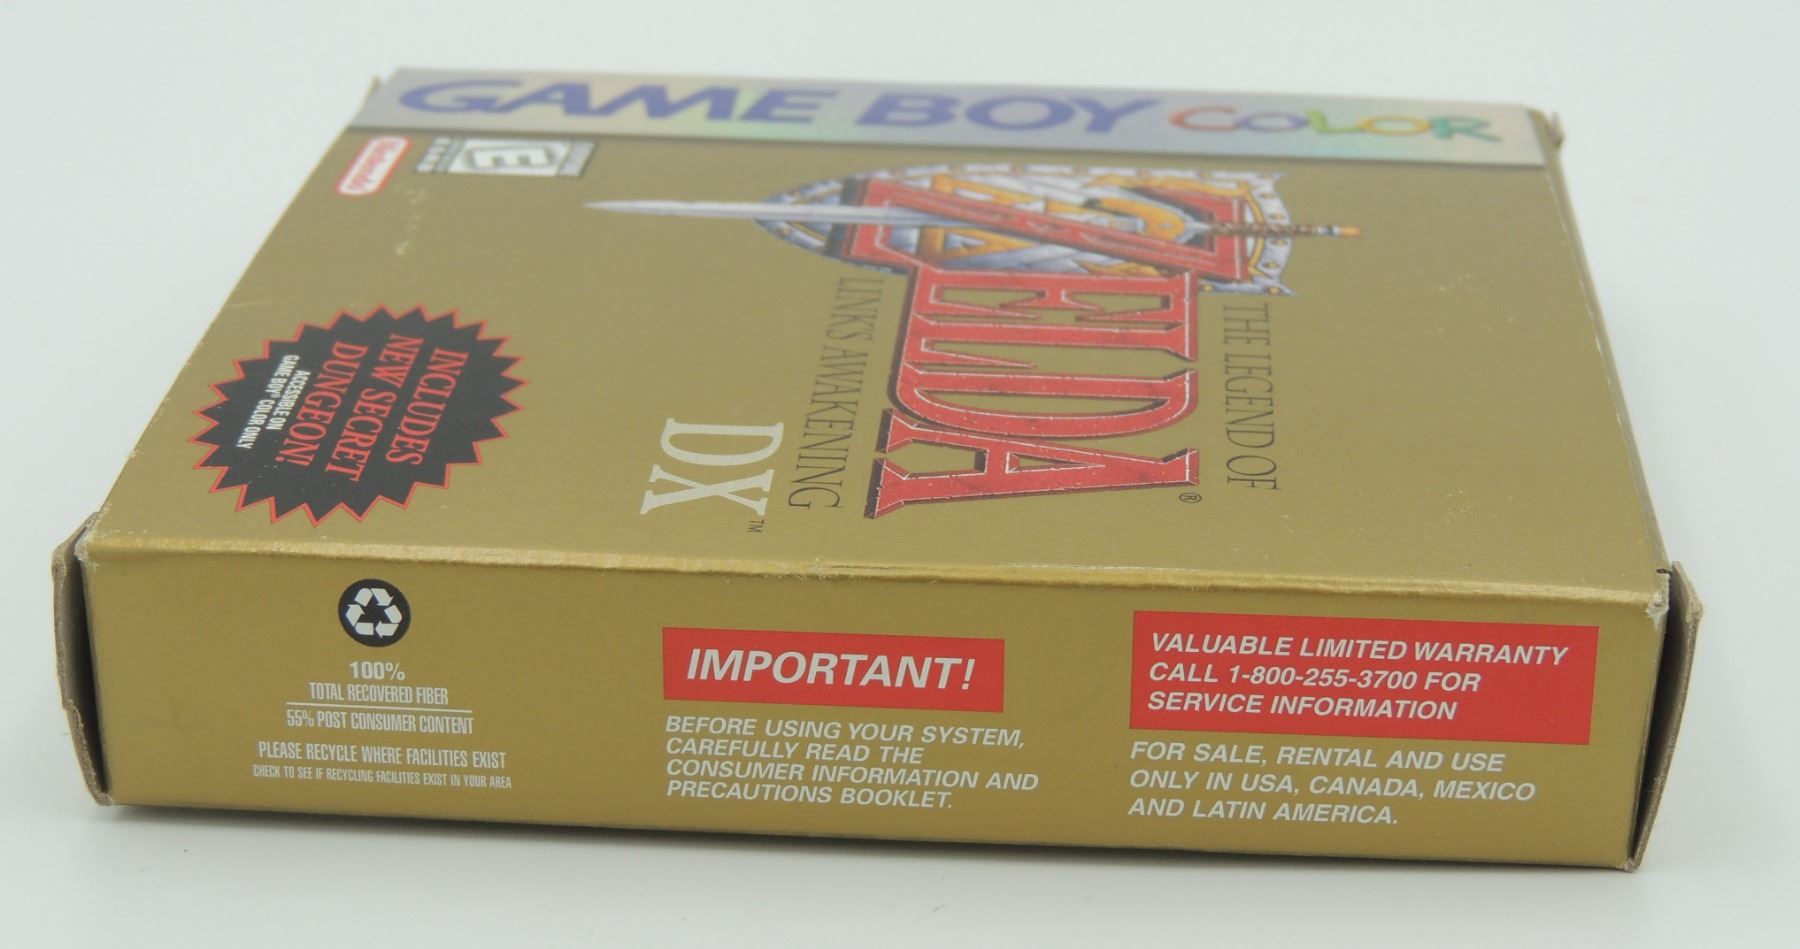 GAME BOY COLOR
Nintendo
E
THE LEGEND OF
ZELDA®
LINK'S AWAKENING
DX™
INCLUDES
NEW SECRET
DUNGEON!
ACCESSIBLE ON
GAME BOY® COLOR ONLY
100%
TOTAL RECOVERED FIBER
55% POST CONSUMER CONTENT
PLEASE RECYCLE WHERE FACILITIES EXIST
CHECK TO SEE IF RECYCLING FACILITIES EXIST IN YOUR AREA
IMPORTANT!
BEFORE USING YOUR SYSTEM,
CAREFULLY READ THE
CONSUMER INFORMATION AND
PRECAUTIONS BOOKLET.
VALUABLE LIMITED WARRANTY
CALL 1-800-255-3700 FOR
SERVICE INFORMATION
FOR SALE, RENTAL AND USE
ONLY IN USA, CANADA, MEXICO
AND LATIN AMERICA.